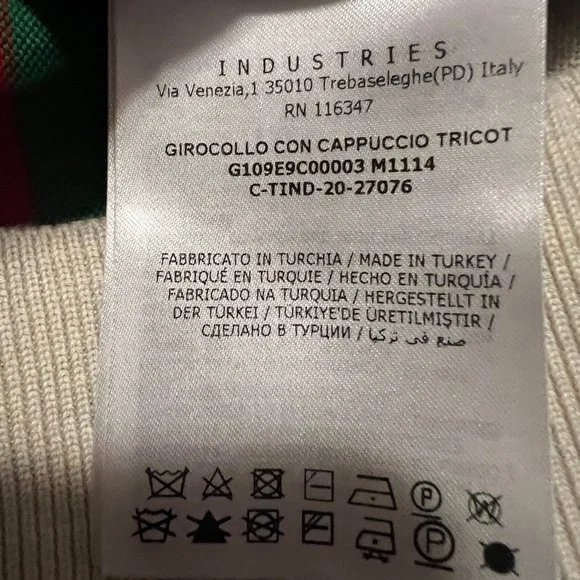 INDUSTRIES
Via Venezia,1 35010 Trebaseleghe(PD) Italy
RN 116347
GIROCOLLO CON CAPPUCCIO TRICOT
G109E9C00003 M1114
C-TIND-20-27076
FABBRICATO IN TURCHIA / MADE IN TURKEY /
FABRIQUÉ EN TURQUIE / HECHO EN TURQUÍA /
FABRICADO NA TURQUIA / HERGESTELLT IN
DER TÜRKEI / TÜRKIYE'DE ÜRETILMIŞTIR /
СДЕЛАНО В ТУРЦИИ / صنع في تركيا
P
W
P